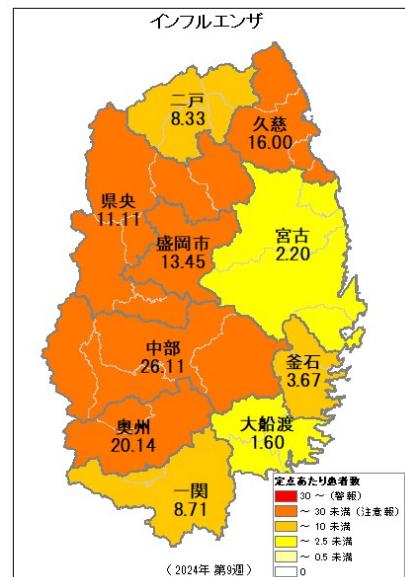 インフルエンザ
二戸
8.33
久慈
16.00
県央
11.11
盛岡市
13.45
宮古
2.20
中部
26.11
釜石
3.67
奥州
20.14
大船渡
1.60
一関
8.71
定点あたり患者数
30 ～ (警報)
～ 30 未満 (注意報)
～ 10 未満
～ 2.5 未満
～ 0.5 未満
0
( 2024年 第9週 )